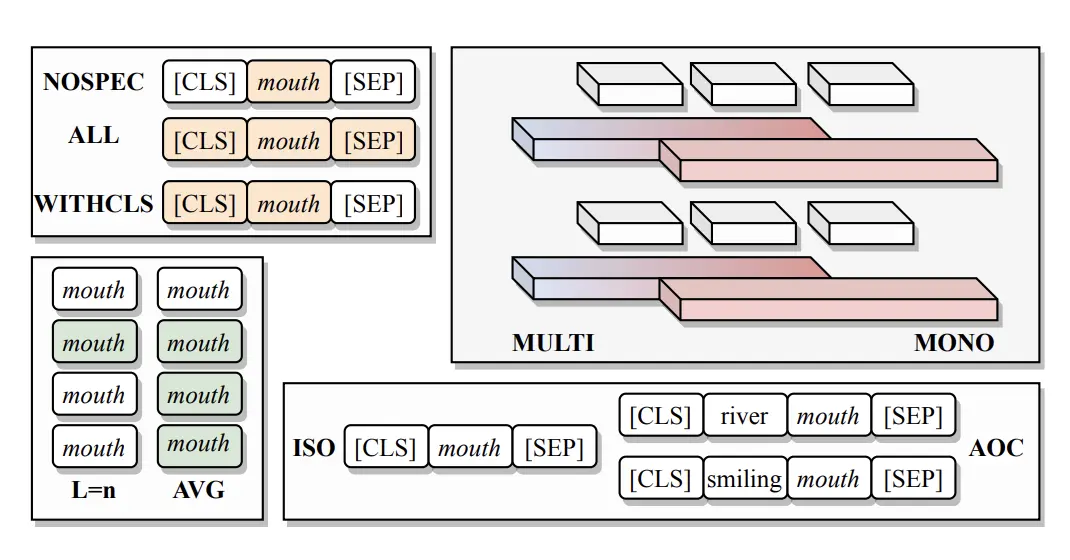 NOSPEC [CLS] mouth [SEP]
ALL [CLS] mouth [SEP]
WITHCLS [CLS] mouth [SEP]
mouth mouth
mouth mouth
mouth mouth
mouth mouth
L=n AVG
MULTI MONO
ISO [CLS] mouth [SEP]
[CLS] river mouth [SEP]
[CLS] smiling mouth [SEP]
AOC